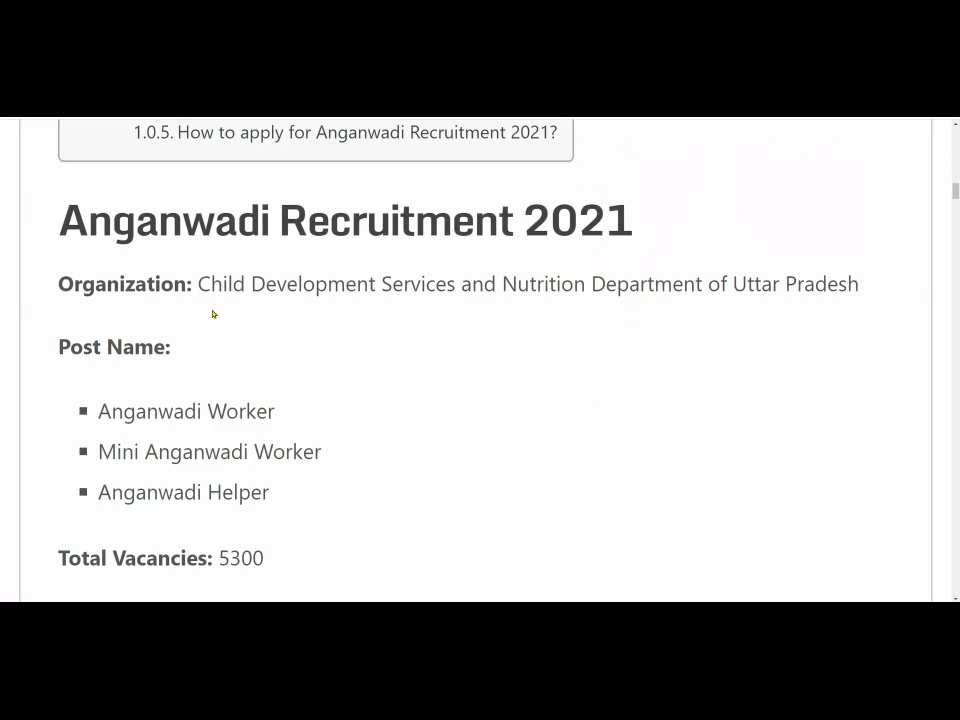 1.0.5. How to apply for Anganwadi Recruitment 2021?
Anganwadi Recruitment 2021
Organization: Child Development Services and Nutrition Department of Uttar Pradesh
Post Name:
Anganwadi Worker
Mini Anganwadi Worker
Anganwadi Helper
Total Vacancies: 5300